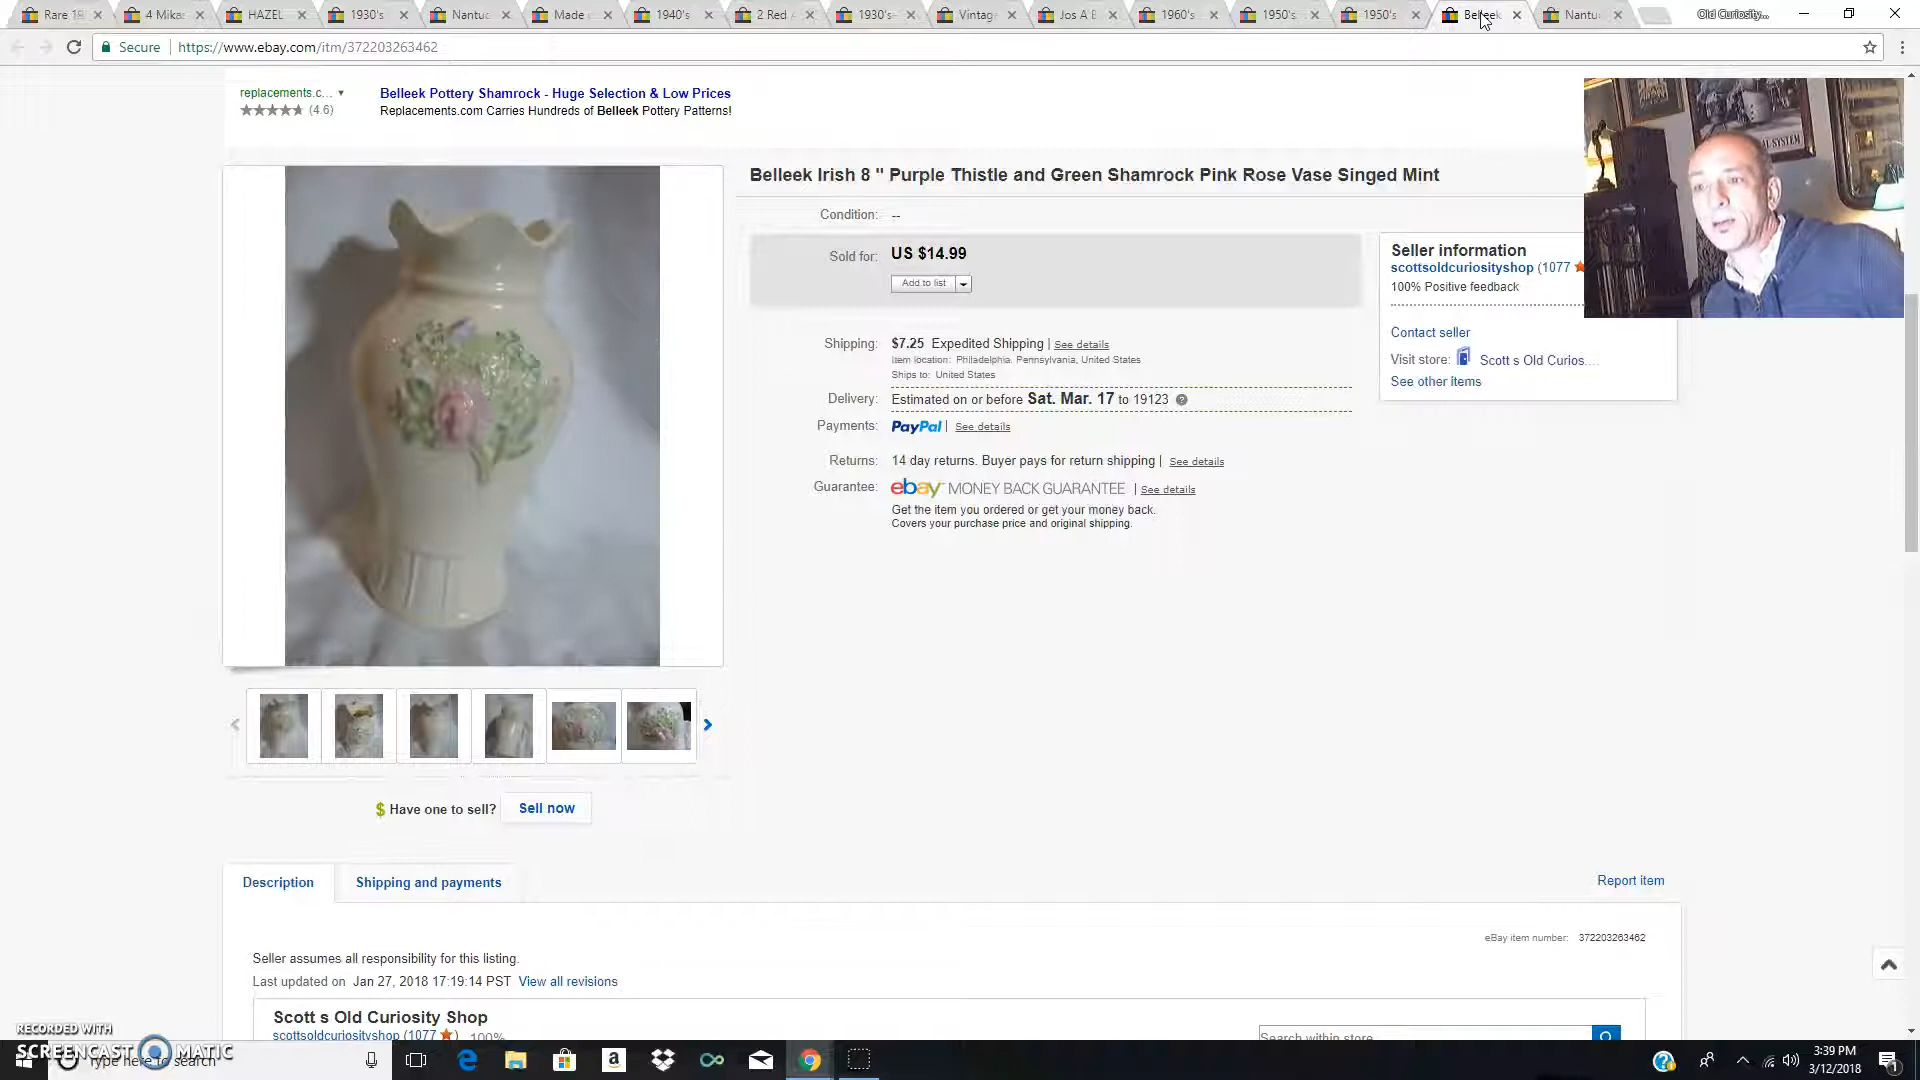 Rare 19
4 Mika
HAZEL
1930's
Nantuc
Made
1940's
2 Red
1930's
Vintag
Jos A B
1960's
1950's
1950's
Belleek
Nantu
Old Curiosity...
Secure
https://www.ebay.com/itm/372203263462
replacements.c...
(4.6)
Belleek Pottery Shamrock - Huge Selection & Low Prices
Replacements.com Carries Hundreds of Belleek Pottery Patterns!
SYSTEM
Belleek Irish 8 " Purple Thistle and Green Shamrock Pink Rose Vase Singed Mint
Condition: --
Sold for: US $14.99
Add to list
Shipping: $7.25 Expedited Shipping | See details
Item location: Philadelphia, Pennsylvania, United States
Ships to: United States
Delivery: Estimated on or before Sat. Mar. 17 to 19123
Payments: PayPal | See details
Returns: 14 day returns. Buyer pays for return shipping | See details
Guarantee: ebay MONEY BACK GUARANTEE | See details
Get the item you ordered or get your money back.
Covers your purchase price and original shipping.
Seller information
scottsoldcuriosityshop (1077
100% Positive feedback
Contact seller
Visit store: Scott s Old Curios....
See other items
$ Have one to sell? Sell now
Description
Shipping and payments
Report item
eBay item number: 372203263462
Seller assumes all responsibility for this listing.
Last updated on Jan 27, 2018 17:19:14 PST View all revisions
Scott s Old Curiosity Shop
scottsoldcuriosityshop (1077 ) 100%
Search within store
RECORDED WITH
SCREENCAST MATIC
Type here to search
3:39 PM
3/12/2018
1